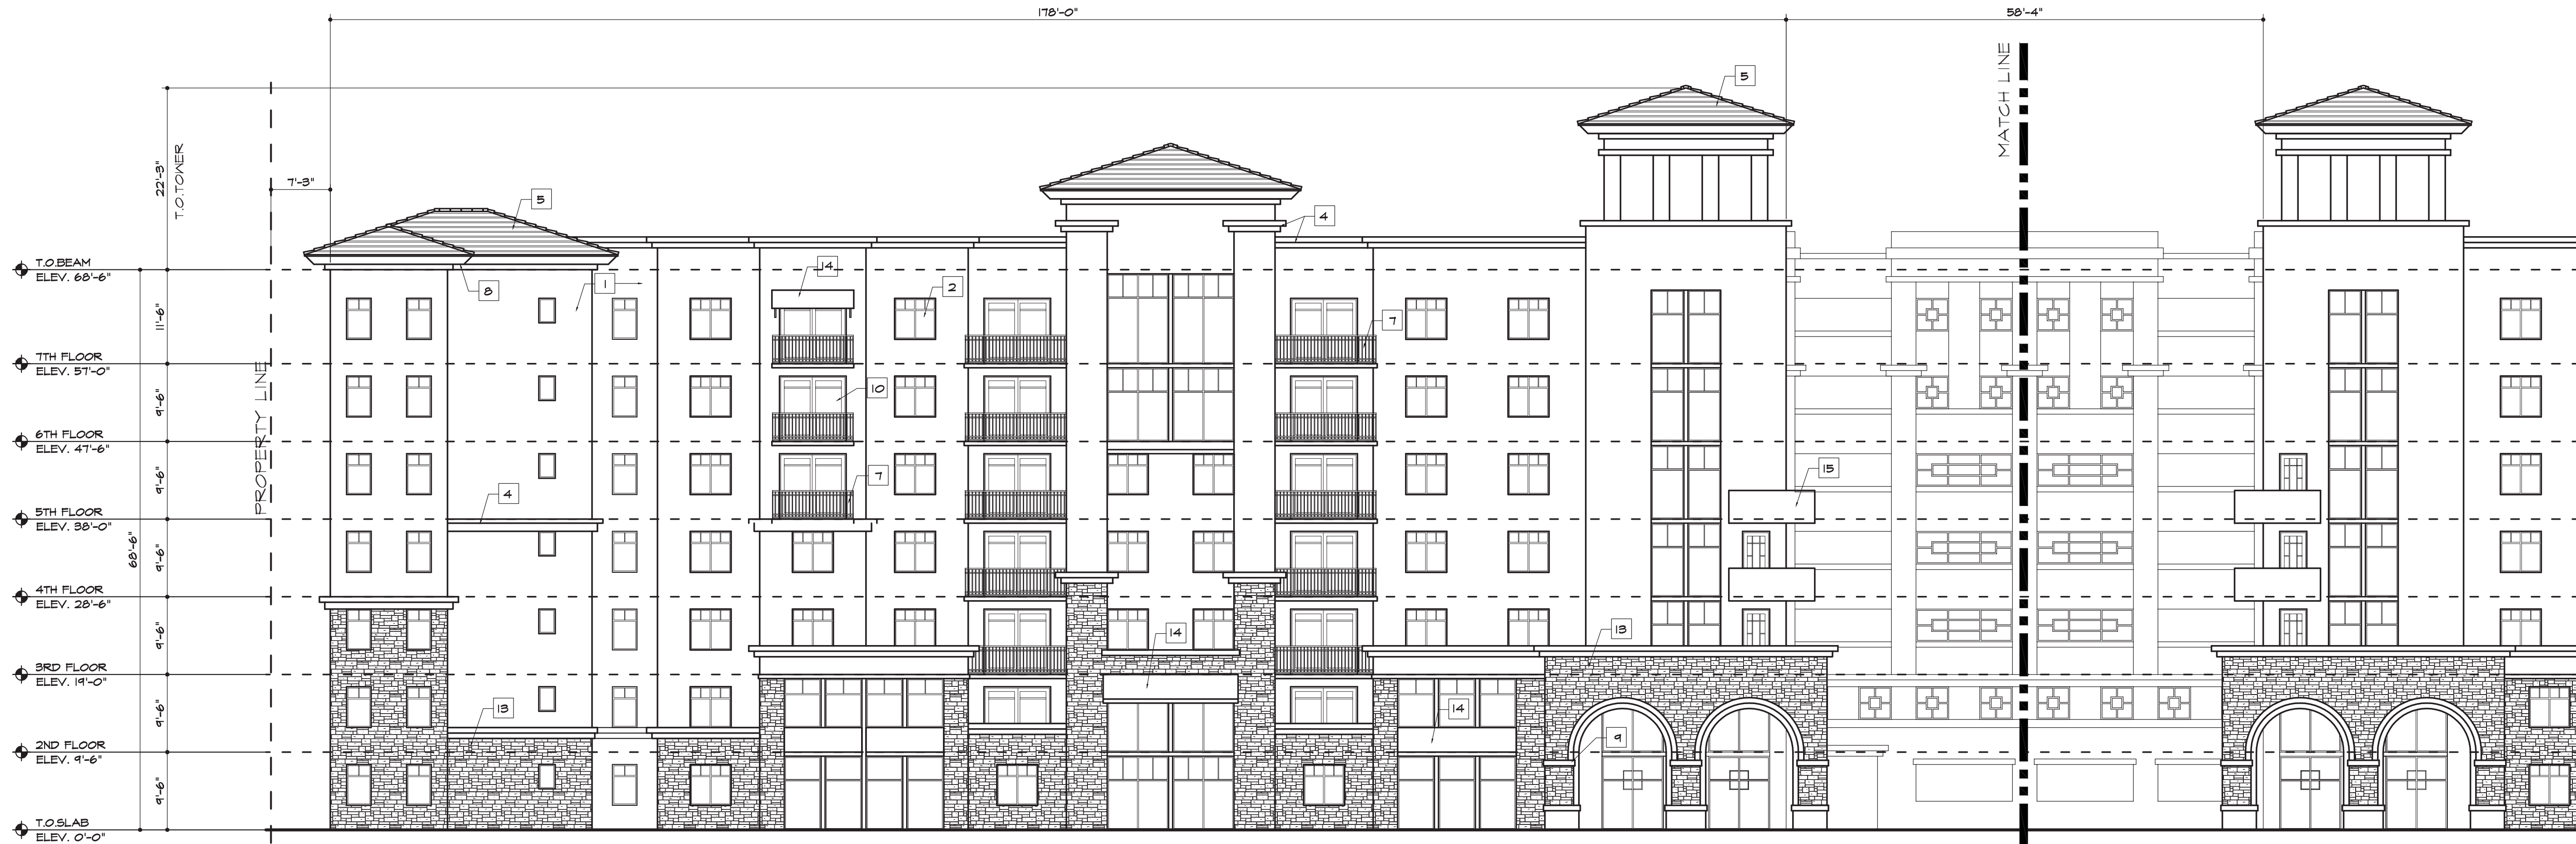 178'-0"
58'-4"
MATCH LINE
5
22'-3"
T.O.TOWER
7'-3"
5
4
T.O.BEAM
ELEV. 68'-6"
8
1
14
2
7
11'-6"
7TH FLOOR
ELEV. 57'-0"
PROPERTY LINE
10
9'-6"
6TH FLOOR
ELEV. 47'-6"
7
15
9'-6"
4
5TH FLOOR
ELEV. 38'-0"
68'-6"
9'-6"
4TH FLOOR
ELEV. 28'-6"
9'-6"
14
13
3RD FLOOR
ELEV. 19'-0"
9'-6"
13
14
9
2ND FLOOR
ELEV. 9'-6"
9'-6"
T.O.SLAB
ELEV. 0'-0"